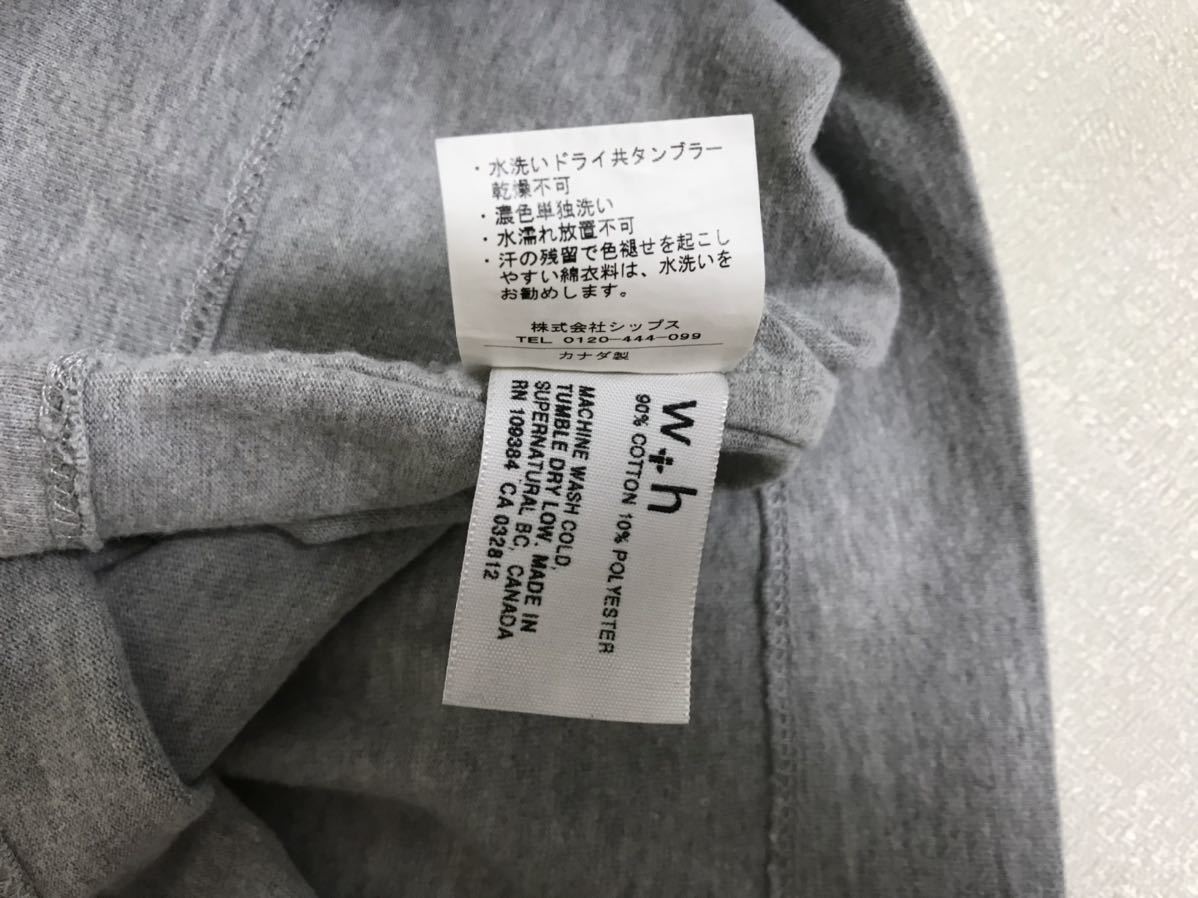 ・水洗いドライ共タンブラー
乾燥不可
・濃色単独洗い
・水濡れ放置不可
・汗の残留で色褪せを起こし
やすい綿衣料は、水洗いを
お勧めします。
株式会社シップス
TEL 0120-444-099
カナダ製
w+h
90% COTTON 10% POLYESTER
MACHINE WASH COLD,
TUMBLE DRY LOW. MADE IN
SUPERNATURAL BC, CANADA
RN 109384 CA 032812